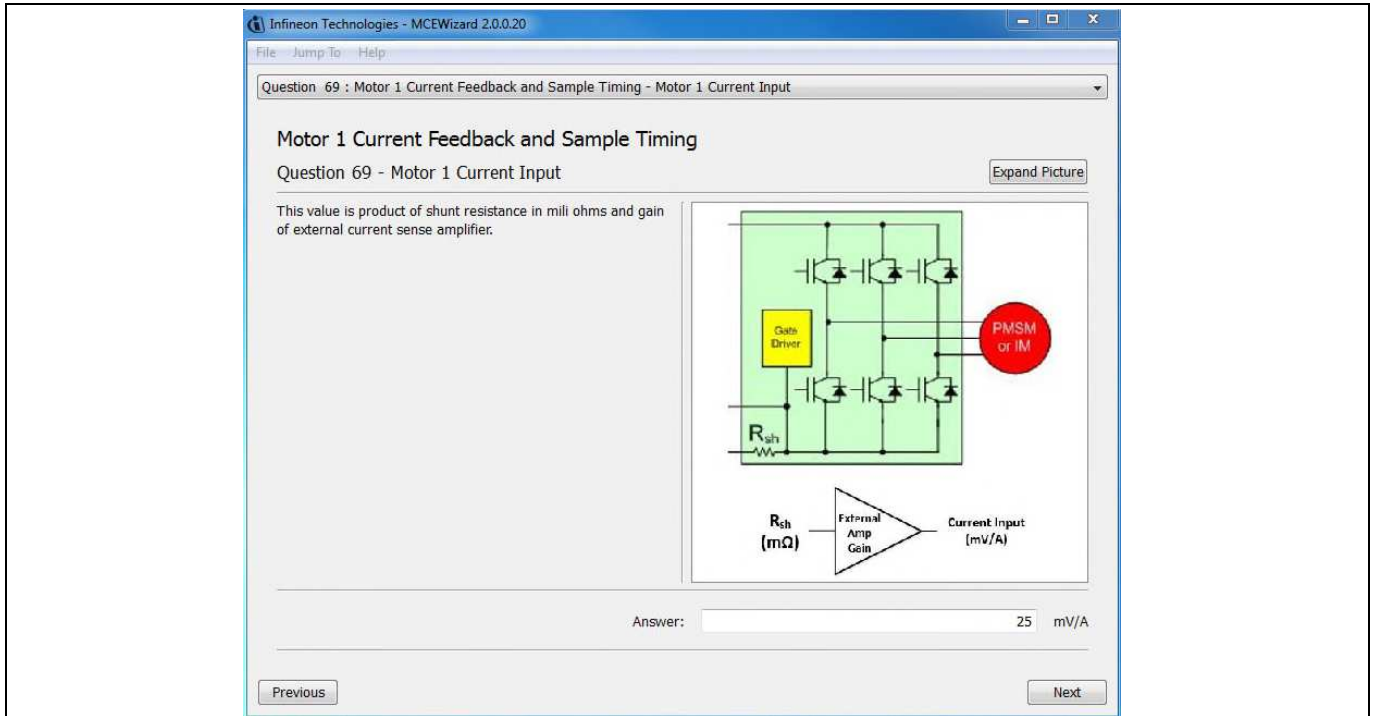 Infineon Technologies - MCEWizard 2.0.0.20
File Jump To Help
Question 69 : Motor 1 Current Feedback and Sample Timing - Motor 1 Current Input
Motor 1 Current Feedback and Sample Timing
Question 69 - Motor 1 Current Input
Expand Picture
This value is product of shunt resistance in mili ohms and gain
of external current sense amplifier.
Gate
Driver
PMSM
or IM
Rsh
Rsh
(mΩ)
External
Amp
Gain
Current Input
(mV/A)
Answer: 25 mV/A
Previous
Next